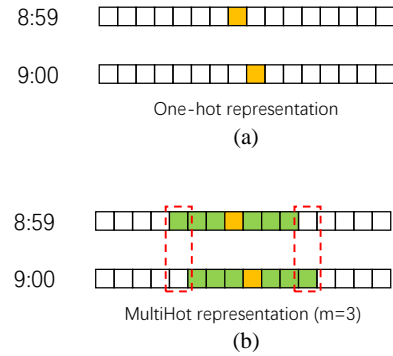 8:59
9:00
One-hot representation
(a)
8:59
9:00
MultiHot representation (m=3)
(b)